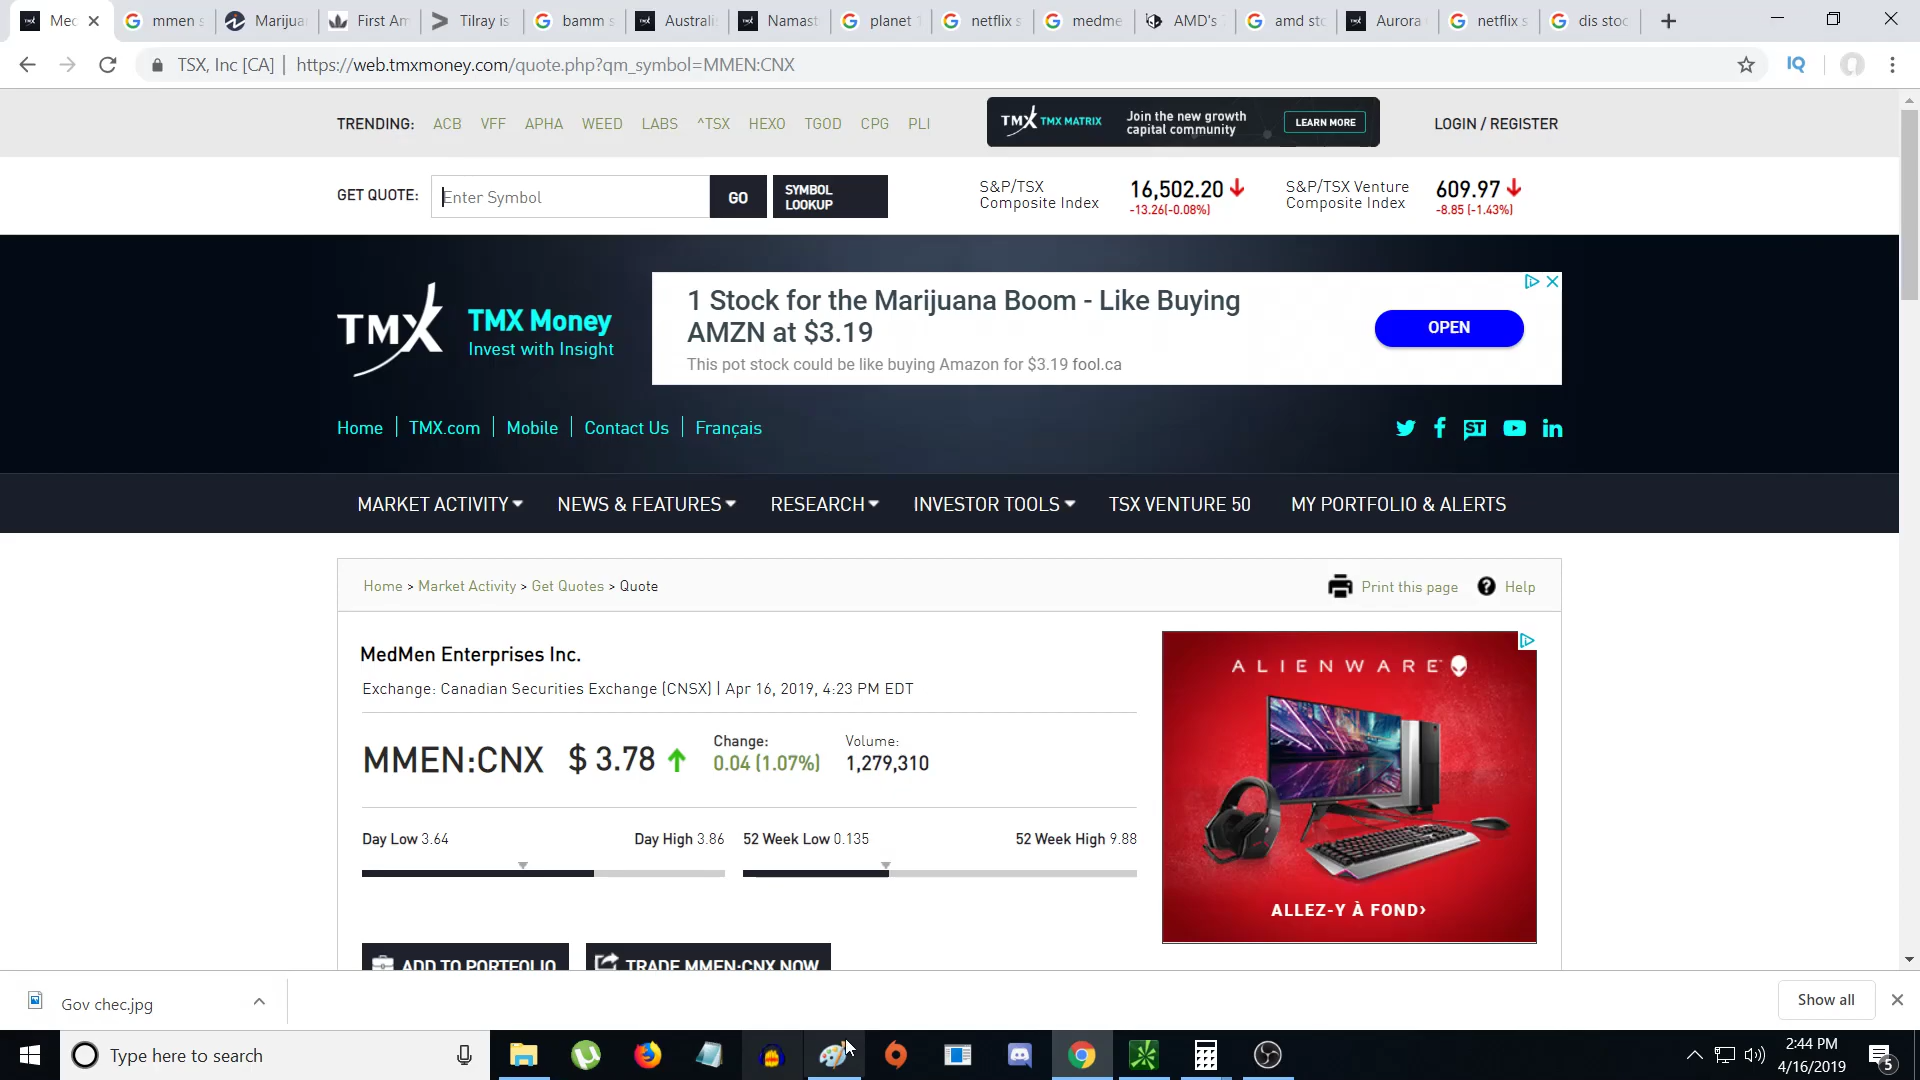 Med
mmen s
Marijua
First Am
Tilray is
bamm s
Australi
Namast
planet 1
netflix s
medme
AMD's
amd sto
Aurora
netflix s
dis stoc
TSX, Inc [CA] | https://web.tmxmoney.com/quote.php?qm_symbol=MMEN:CNX
IQ
TRENDING: ACB VFF APHA WEED LABS ^TSX HEXO TGOD CPG PLI
TMX TMX MATRIX
Join the new growth
capital community
LEARN MORE
LOGIN / REGISTER
GET QUOTE:
Enter Symbol
GO
SYMBOL
LOOKUP
S&P/TSX
Composite Index
16,502.20
-13.26(-0.08%)
S&P/TSX Venture
Composite Index
609.97
-8.85 (-1.43%)
TMX
TMX Money
Invest with Insight
1 Stock for the Marijuana Boom - Like Buying
AMZN at $3.19
This pot stock could be like buying Amazon for $3.19 fool.ca
OPEN
Home | TMX.com | Mobile | Contact Us | Français
ST
in
MARKET ACTIVITY NEWS & FEATURES RESEARCH INVESTOR TOOLS TSX VENTURE 50 MY PORTFOLIO & ALERTS
Home > Market Activity > Get Quotes > Quote
Print this page
Help
MedMen Enterprises Inc.
Exchange: Canadian Securities Exchange (CNSX) | Apr 16, 2019, 4:23 PM EDT
MMEN:CNX $ 3.78
Change:
0.04 (1.07%)
Volume:
1,279,310
Day Low 3.64
Day High 3.86
52 Week Low 0.135
52 Week High 9.88
ADD TO PORTFOLIO
TRADE MMEN:CNX NOW
ALIENWARE
ALLEZ-Y À FOND›
Gov chec.jpg
Show all
Type here to search
2:44 PM
4/16/2019
5